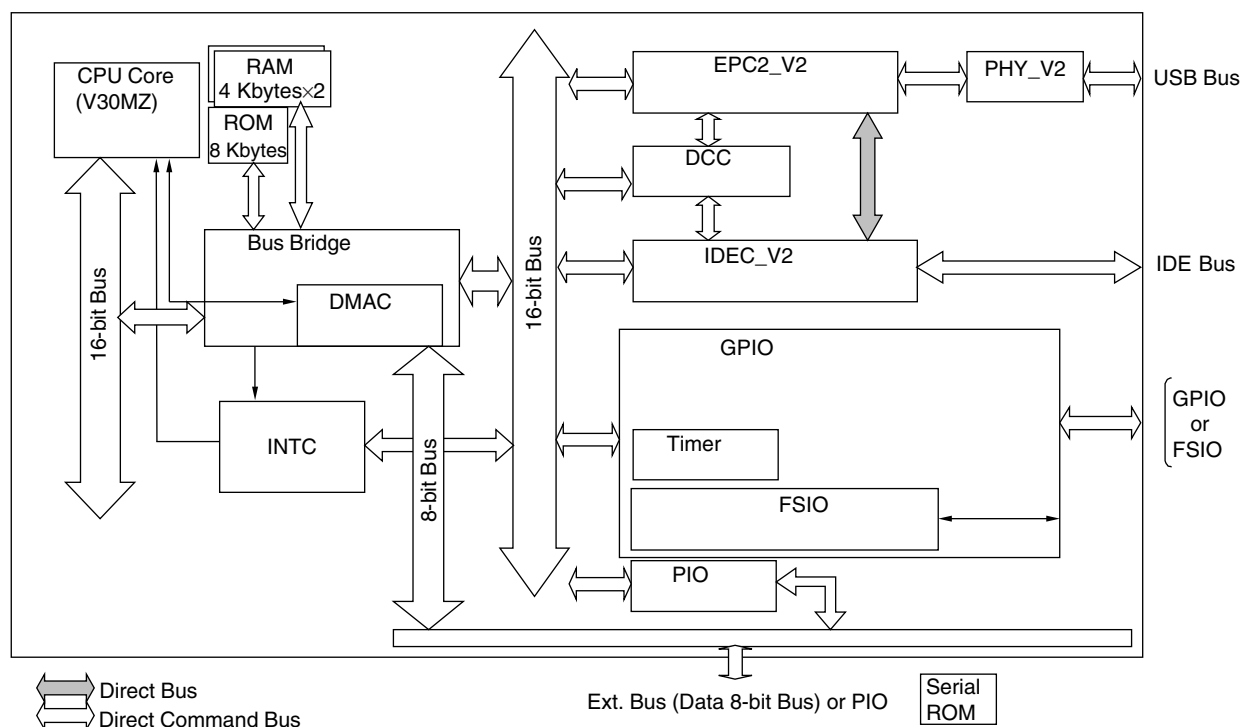 CPU Core
(V30MZ)
RAM
4 Kbytes×2
ROM
8 Kbytes
EPC2_V2
PHY_V2
USB Bus
DCC
Bus Bridge
IDEC_V2
IDE Bus
DMAC
16-bit Bus
16-bit Bus
GPIO
INTC
8-bit Bus
Timer
GPIO
or
FSIO
FSIO
PIO
Direct Bus
Direct Command Bus
Ext. Bus (Data 8-bit Bus) or PIO
Serial
ROM